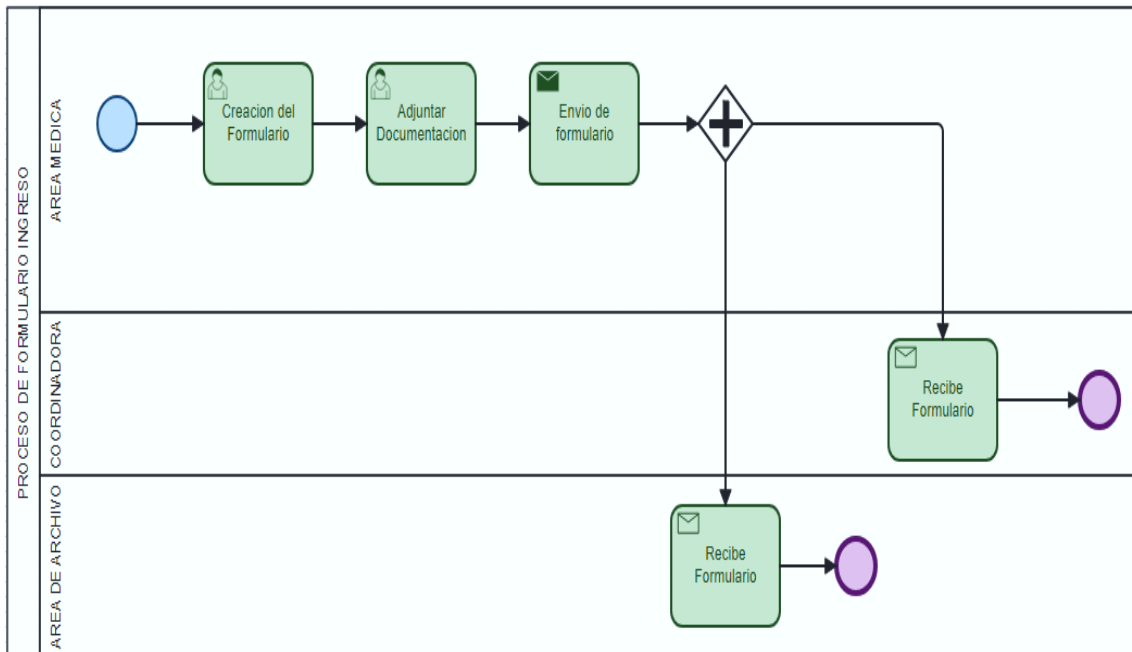 PROCESO DE FORMULARIO INGRESO
AREA MEDICA
Creacion del
Formulario
Adjuntar
Documentacion
Envio de
formulario
COORDINADORA
Recibe
Formulario
AREA DE ARCHIVO
Recibe
Formulario